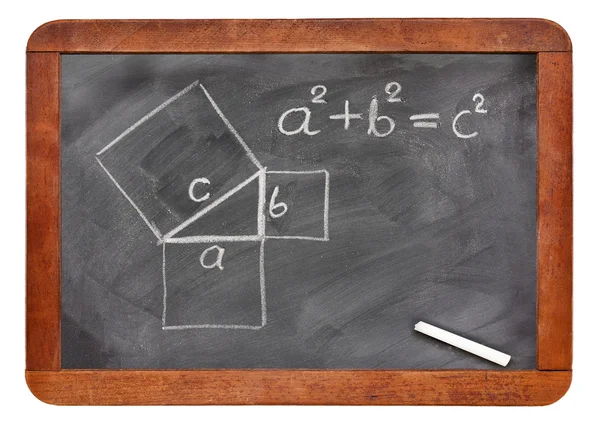 a² + b² = c²
c
b
a